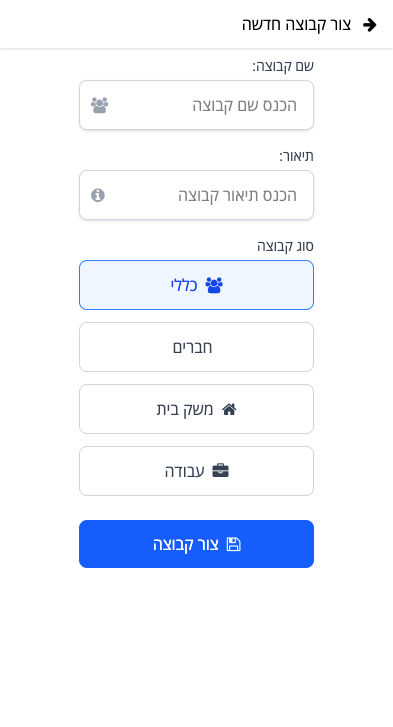 צור קבוצה חדשה
שם קבוצה:
הכנס שם קבוצה
תיאור:
הכנס תיאור קבוצה
סוג קבוצה
כללי
חברים
משק בית
עבודה
צור קבוצה